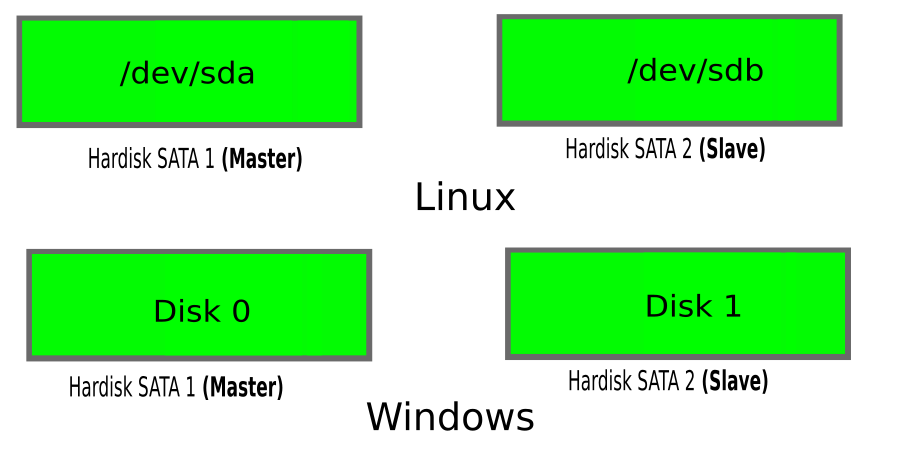 /dev/sda
/dev/sdb
Hardisk SATA 1 (Master)
Hardisk SATA 2 (Slave)
Linux
Disk 0
Disk 1
Hardisk SATA 1 (Master)
Hardisk SATA 2 (Slave)
Windows